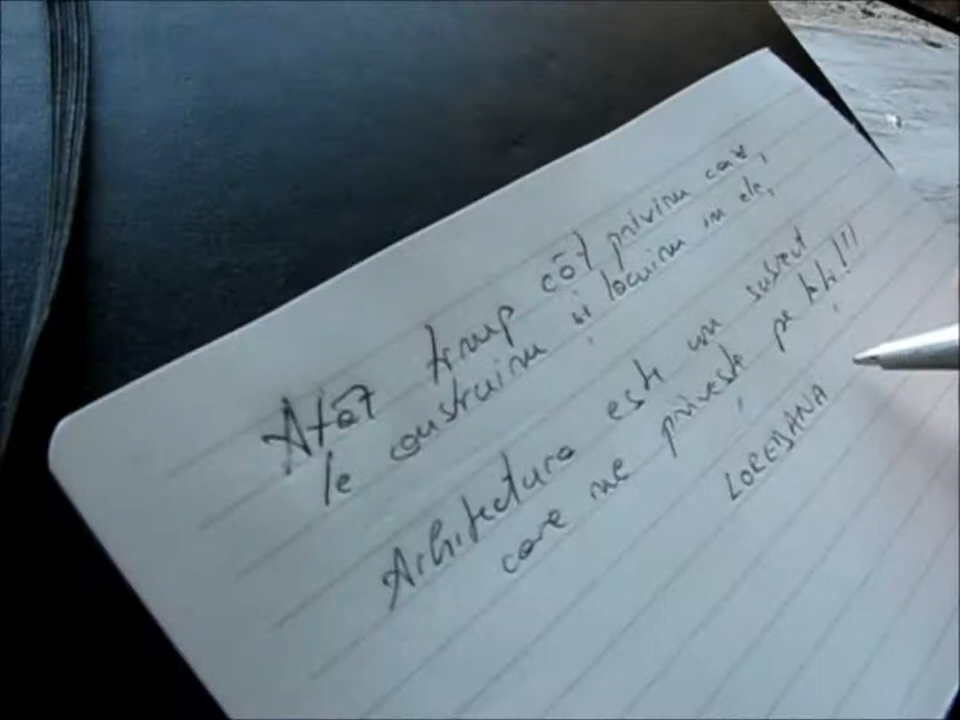 Atât timp cât privim case,
le construim și locuim în ele,
Arhitectura este un subiect
care ne privește pe toți!!!
LOREDANA